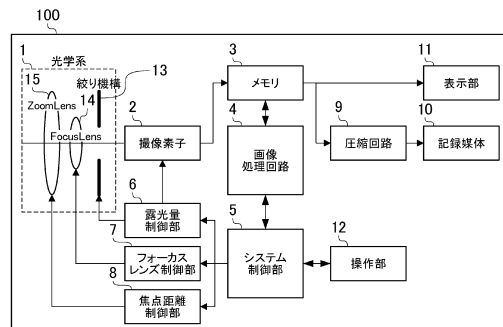 100
光学系
1
絞り機構
13
15
ZoomLens
14
FocusLens
2
撮像素子
3
メモリ
11
表示部
4
画像
処理回路
9
圧縮回路
10
記録媒体
6
露光量
制御部
7
フォーカス
レンズ制御部
8
焦点距離
制御部
5
システム
制御部
12
操作部